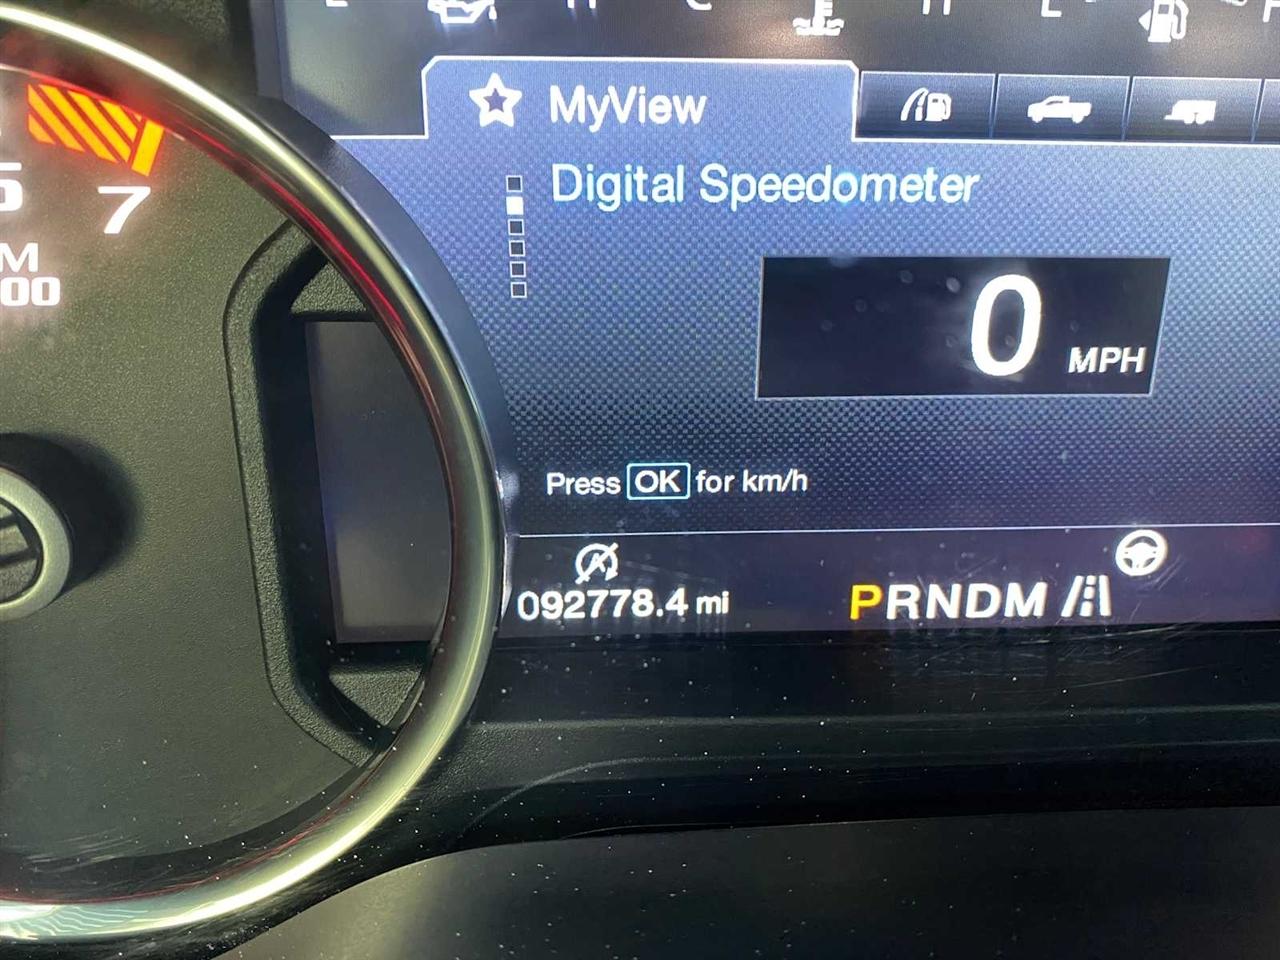 MyView
Digital Speedometer
7
0 MPH
Press OK for km/h
092778.4 mi
PRNDM